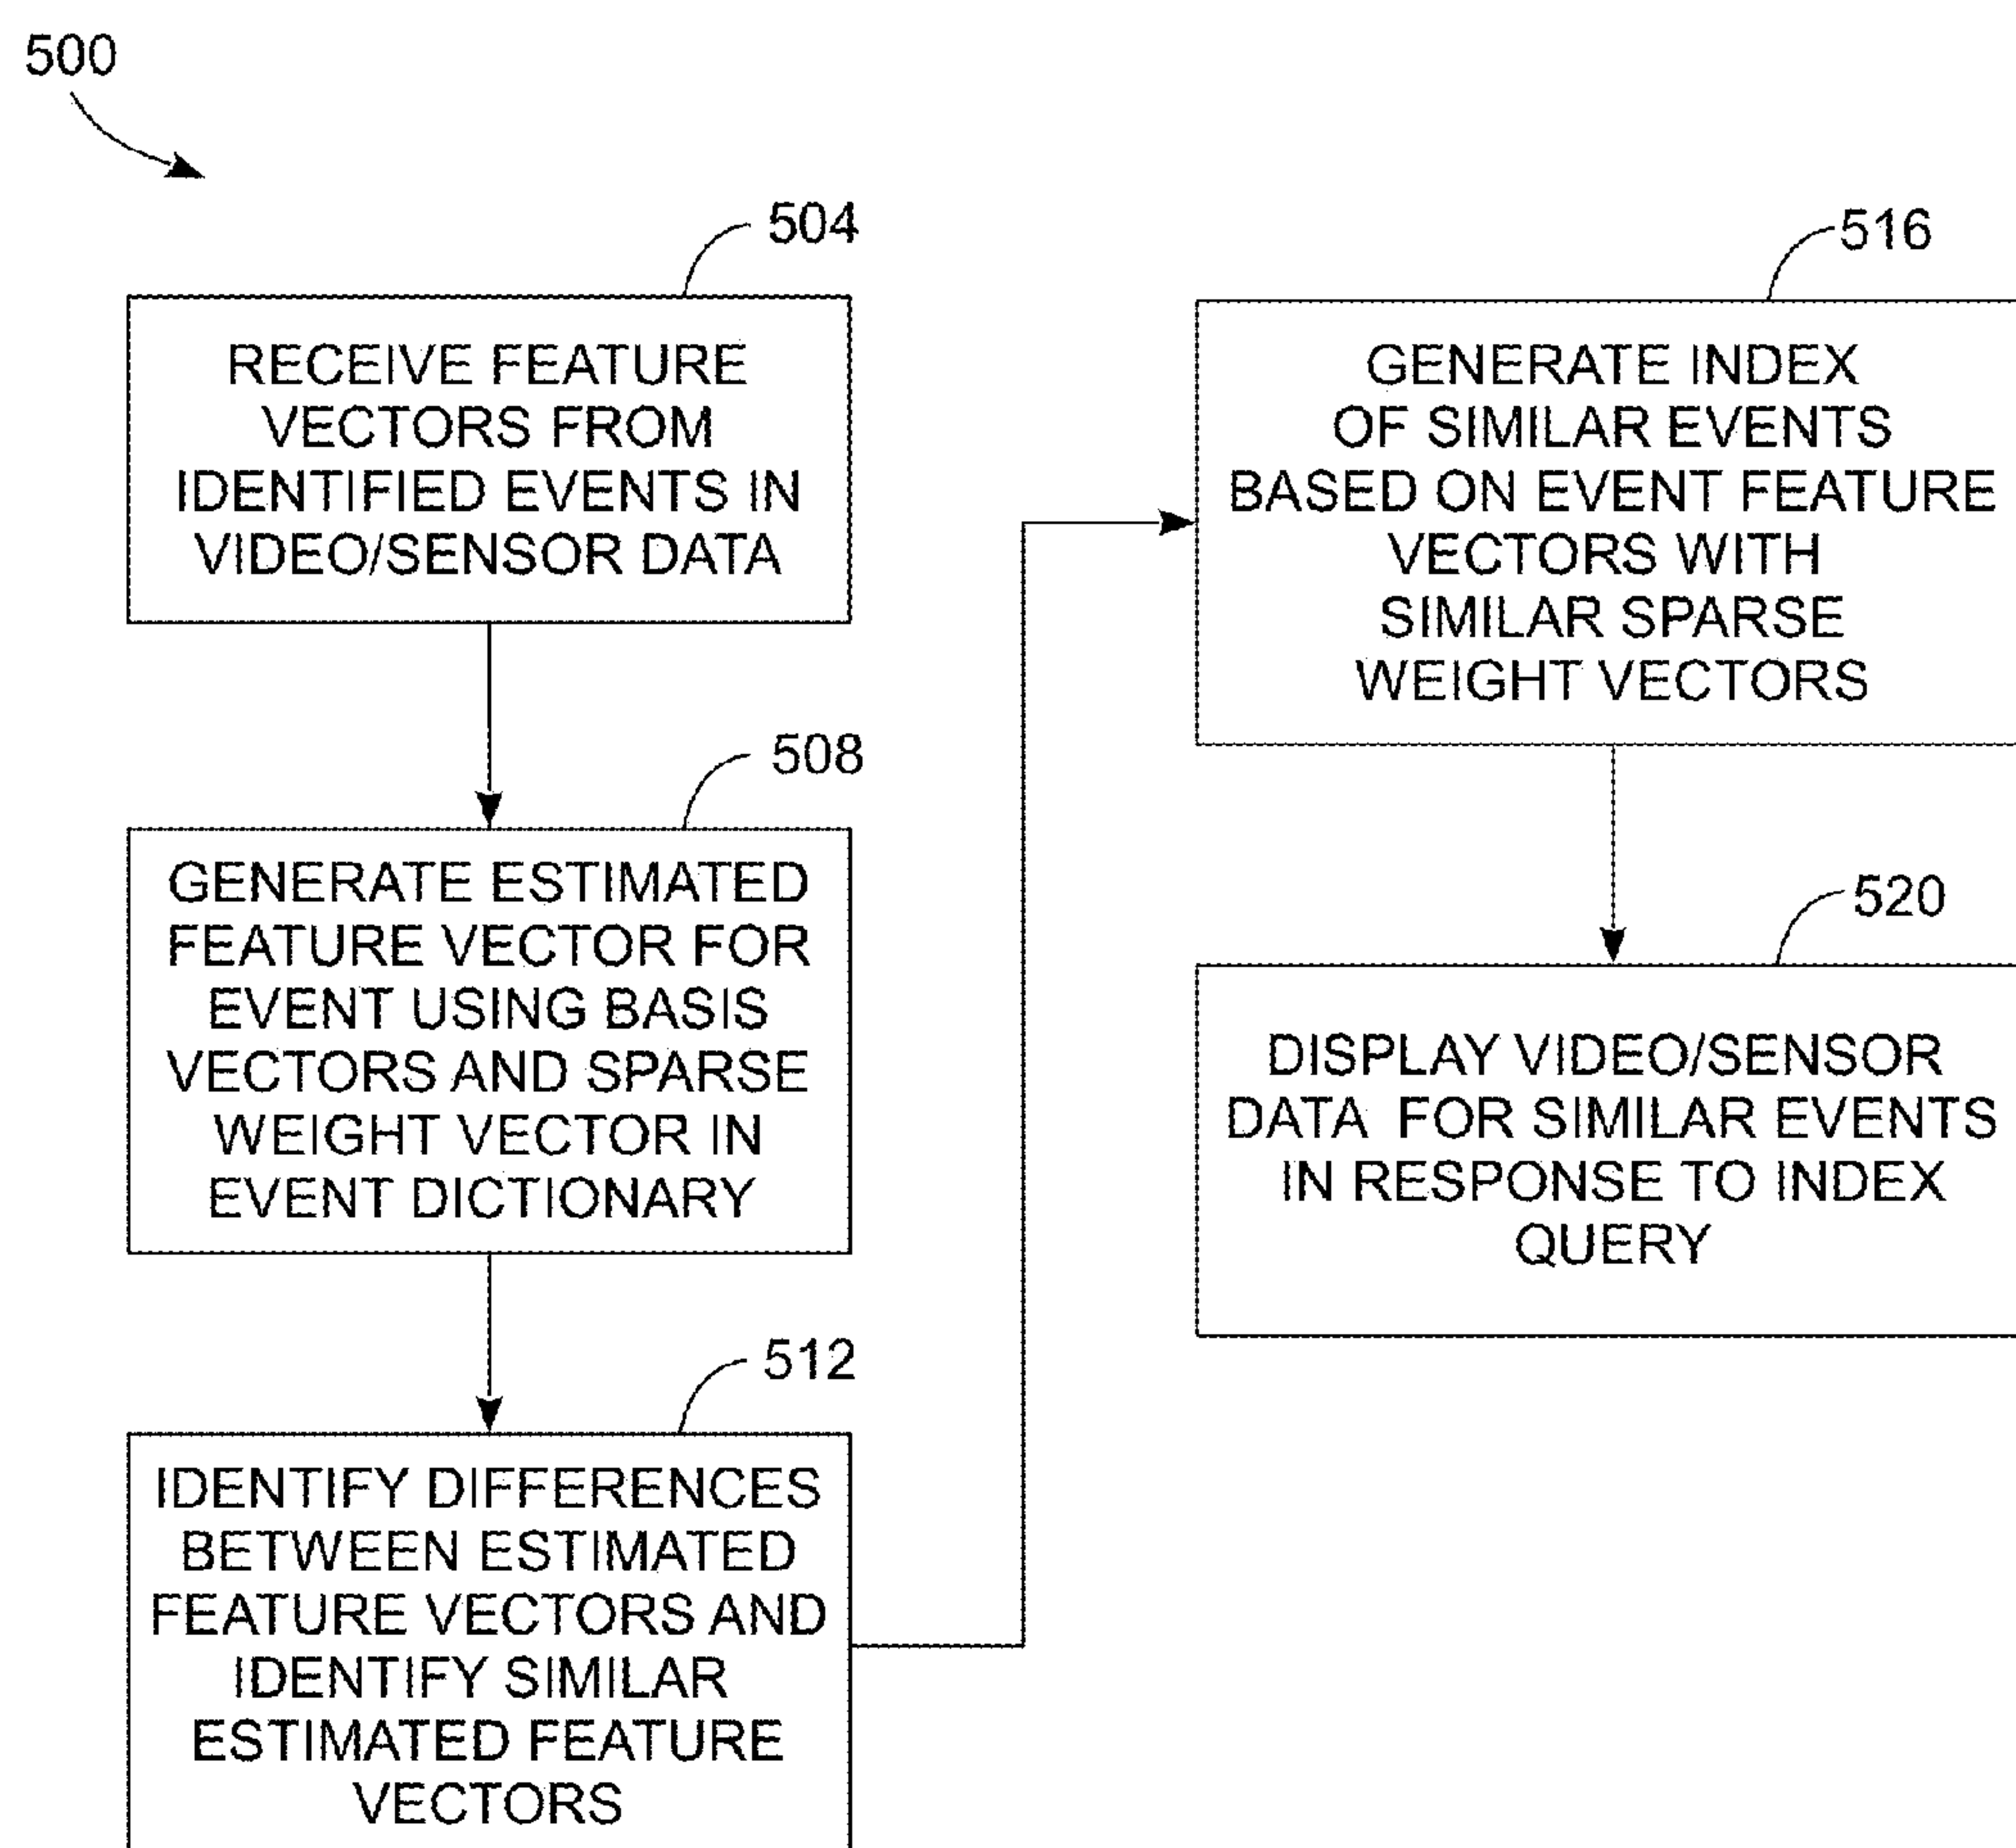 500
504
RECEIVE FEATURE
VECTORS FROM
IDENTIFIED EVENTS IN
VIDEO/SENSOR DATA
508
GENERATE ESTIMATED
FEATURE VECTOR FOR
EVENT USING BASIS
VECTORS AND SPARSE
WEIGHT VECTOR IN
EVENT DICTIONARY
512
IDENTIFY DIFFERENCES
BETWEEN ESTIMATED
FEATURE VECTORS AND
IDENTIFY SIMILAR
ESTIMATED FEATURE
VECTORS
516
GENERATE INDEX
OF SIMILAR EVENTS
BASED ON EVENT FEATURE
VECTORS WITH
SIMILAR SPARSE
WEIGHT VECTORS
520
DISPLAY VIDEO/SENSOR
DATA FOR SIMILAR EVENTS
IN RESPONSE TO INDEX
QUERY